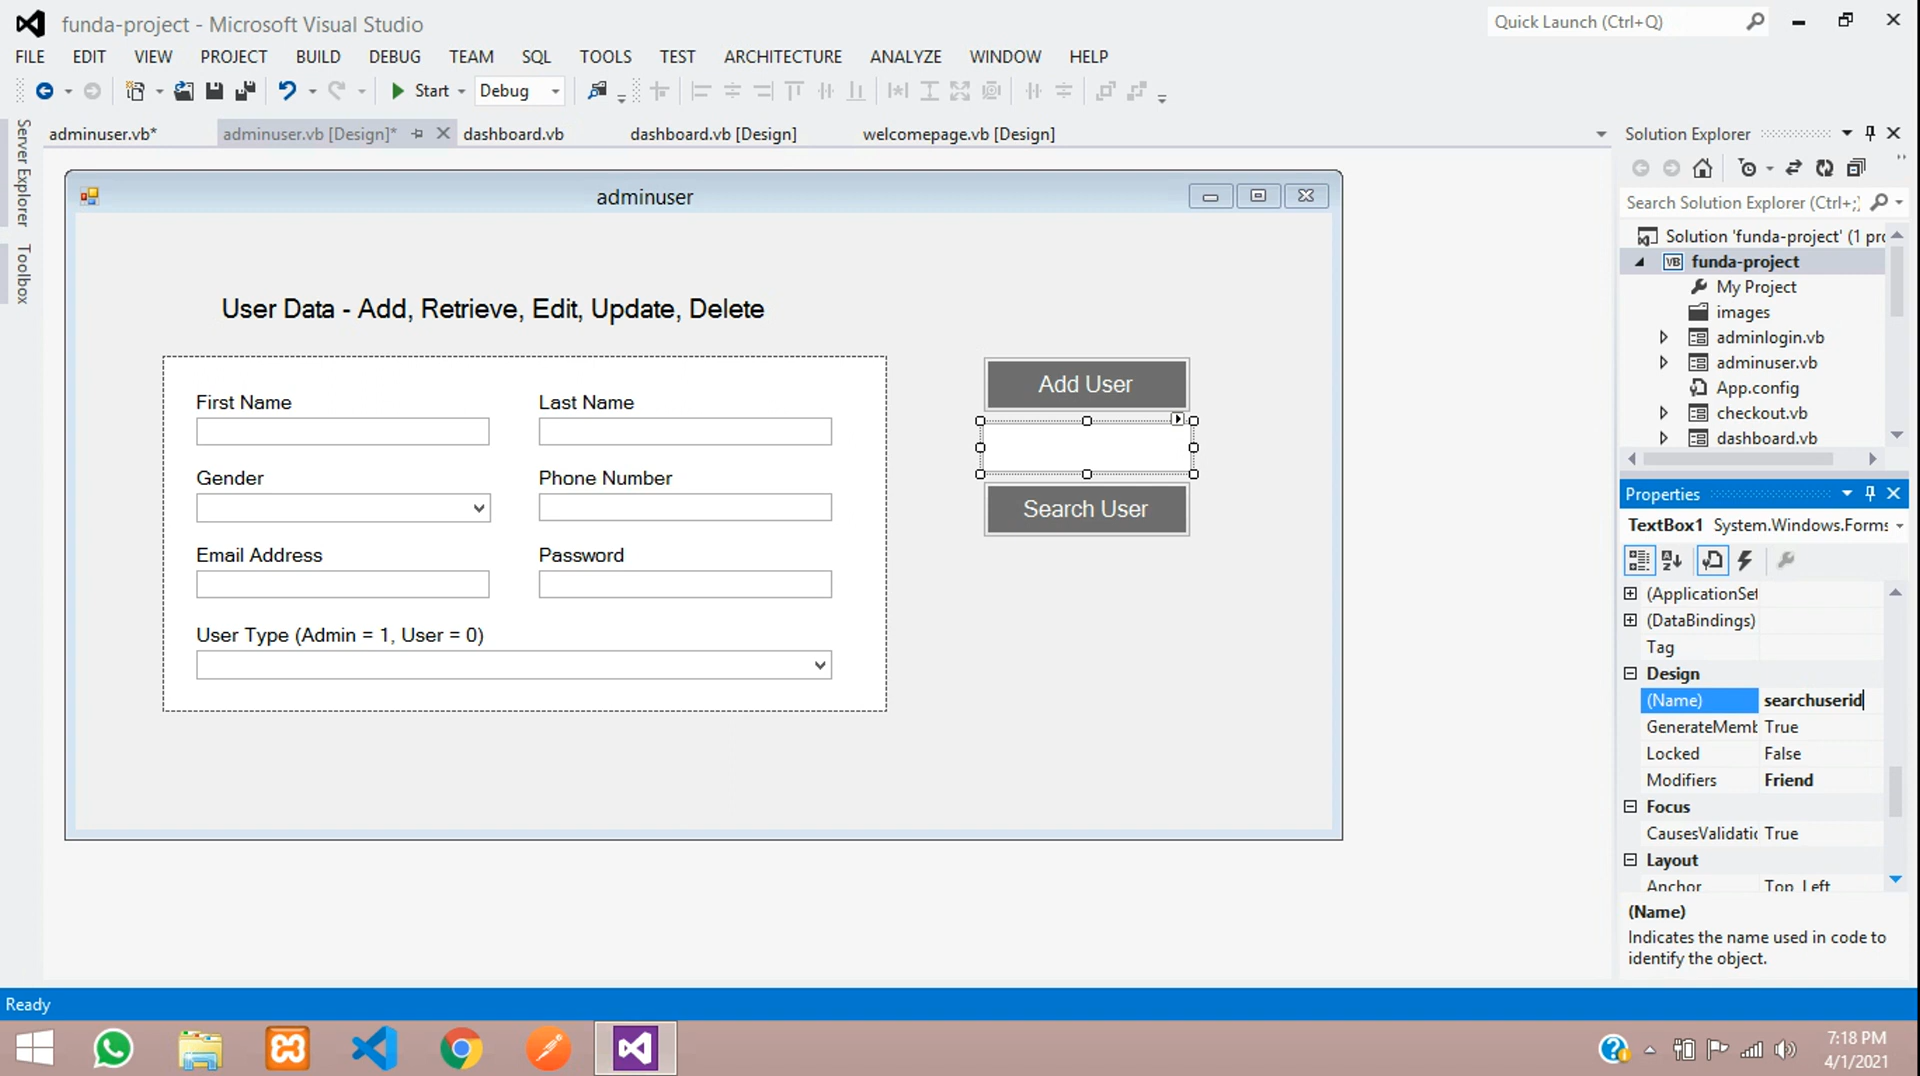 funda-project - Microsoft Visual Studio
Quick Launch (Ctrl+Q)
FILE EDIT VIEW PROJECT BUILD DEBUG TEAM SQL TOOLS TEST ARCHITECTURE ANALYZE WINDOW HELP
Start Debug
adminuser.vb* adminuser.vb [Design]* dashboard.vb dashboard.vb [Design] welcomepage.vb [Design]
Server Explorer
Toolbox
adminuser
User Data - Add, Retrieve, Edit, Update, Delete
First Name Last Name
Gender Phone Number
Email Address Password
User Type (Admin = 1, User = 0)
Add User
Search User
Solution Explorer
Search Solution Explorer (Ctrl+;)
Solution 'funda-project' (1 pro
VB funda-project
My Project
images
adminlogin.vb
adminuser.vb
App.config
checkout.vb
dashboard.vb
Properties
TextBox1 System.Windows.Forms
(ApplicationSet
(DataBindings)
Tag
Design
(Name) searchuserid
GenerateMemb True
Locked False
Modifiers Friend
Focus
CausesValidatic True
Layout
Anchor Top, Left
(Name)
Indicates the name used in code to
identify the object.
Ready
7:18 PM
4/1/2021